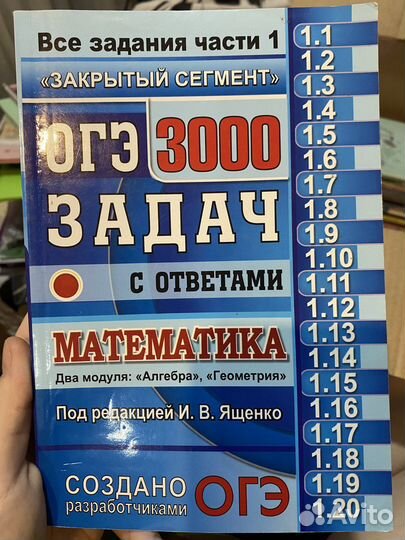 Все задания части 1
«ЗАКРЫТЫЙ СЕГМЕНТ»
ОГЭ 3000
ЗАДАЧ
С ОТВЕТАМИ
МАТЕМАТИКА
Два модуля: «Алгебра», «Геометрия»
Под редакцией И. В. Ященко
СОЗДАНО
разработчиками
ОГЭ
1.1
1.2
1.3
1.4
1.5
1.6
1.7
1.8
1.9
1.10
1.11
1.12
1.13
1.14
1.15
1.16
1.17
1.18
1.19
1.20
Avito